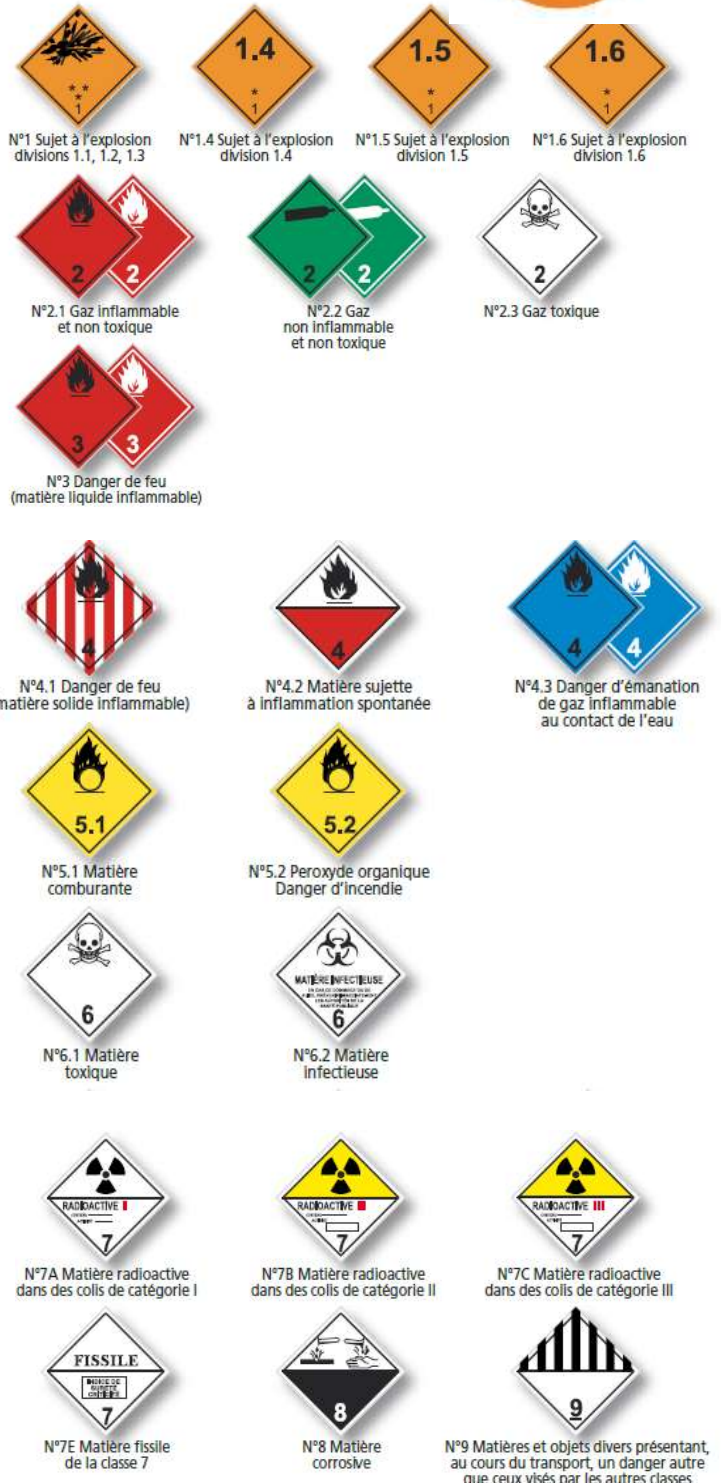 1.4
1.5
1.6
* *
*
1
*
1
*
1
*
1
N°1 Sujet à l'explosion
divisions 1.1, 1.2, 1.3
N°1.4 Sujet à l'explosion
division 1.4
N°1.5 Sujet à l'explosion
division 1.5
N°1.6 Sujet à l'explosion
division 1.6
2
2
2
2
2
N°2.1 Gaz inflammable
et non toxique
N°2.2 Gaz
non inflammable
et non toxique
N°2.3 Gaz toxique
3
3
N°3 Danger de feu
(matière liquide inflammable)
4
4
4
4
N°4.1 Danger de feu
matière solide inflammable)
N°4.2 Matière sujette
à inflammation spontanée
N°4.3 Danger d'émanation
de gaz inflammable
au contact de l'eau
5.1
5.2
N°5.1 Matière
comburante
N°5.2 Peroxyde organique
Danger d'incendie
6
MATIÈRE INFECTIEUSE
6
N°6.1 Matière
toxique
N°6.2 Matière
infectieuse
RADIOACTIVE I
7
RADIOACTIVE II
7
RADIOACTIVE III
7
N°7A Matière radioactive
dans des colis de catégorie I
N°7B Matière radioactive
dans des colis de catégorie II
N°7C Matière radioactive
dans des colis de catégorie III
FISSILE
INDICE DE
SURETÉ
CRITICITÉ
7
8
9
N°7E Matière fissile
de la classe 7
N°8 Matière
corrosive
N°9 Matières et objets divers présentant,
au cours du transport, un danger autre
que ceux visés par les autres classes